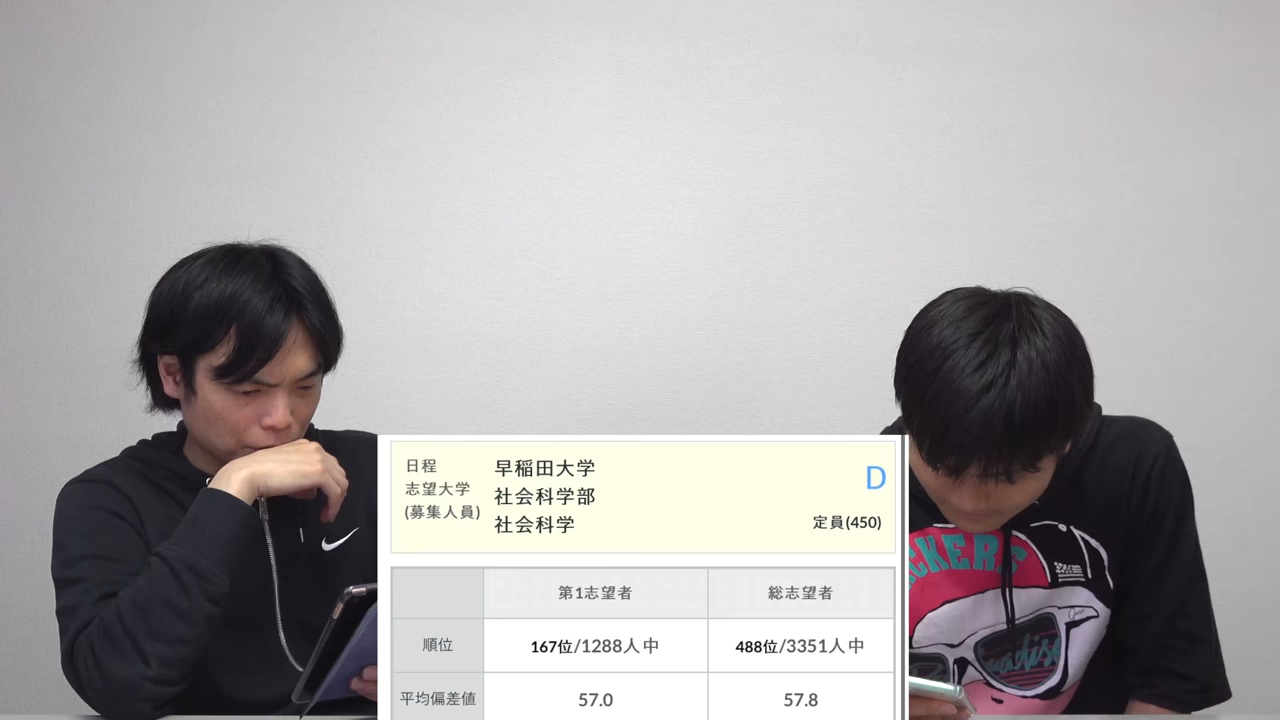 日程
志望大学
(募集人員)
早稲田大学
社会科学部
社会科学
D
定員(450)
第1志望者 総志望者
順位 167位/1288人中 488位/3351人中
平均偏差値 57.0 57.8
CKERS
Paradise